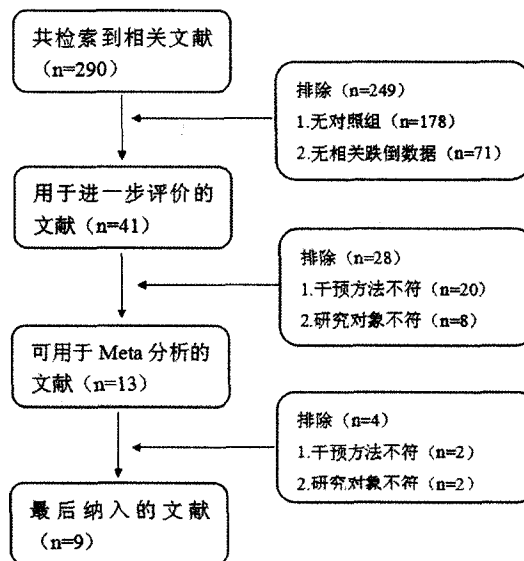 共检索到相关文献
（n=290）
排除（n=249）
1.无对照组（n=178）
2.无相关跌倒数据（n=71）
用于进一步评价的
文献（n=41）
排除（n=28）
1.干预方法不符（n=20）
2.研究对象不符（n=8）
可用于 Meta 分析的
文献（n=13）
排除（n=4）
1.干预方法不符（n=2）
2.研究对象不符（n=2）
最后纳入的文献
（n=9）